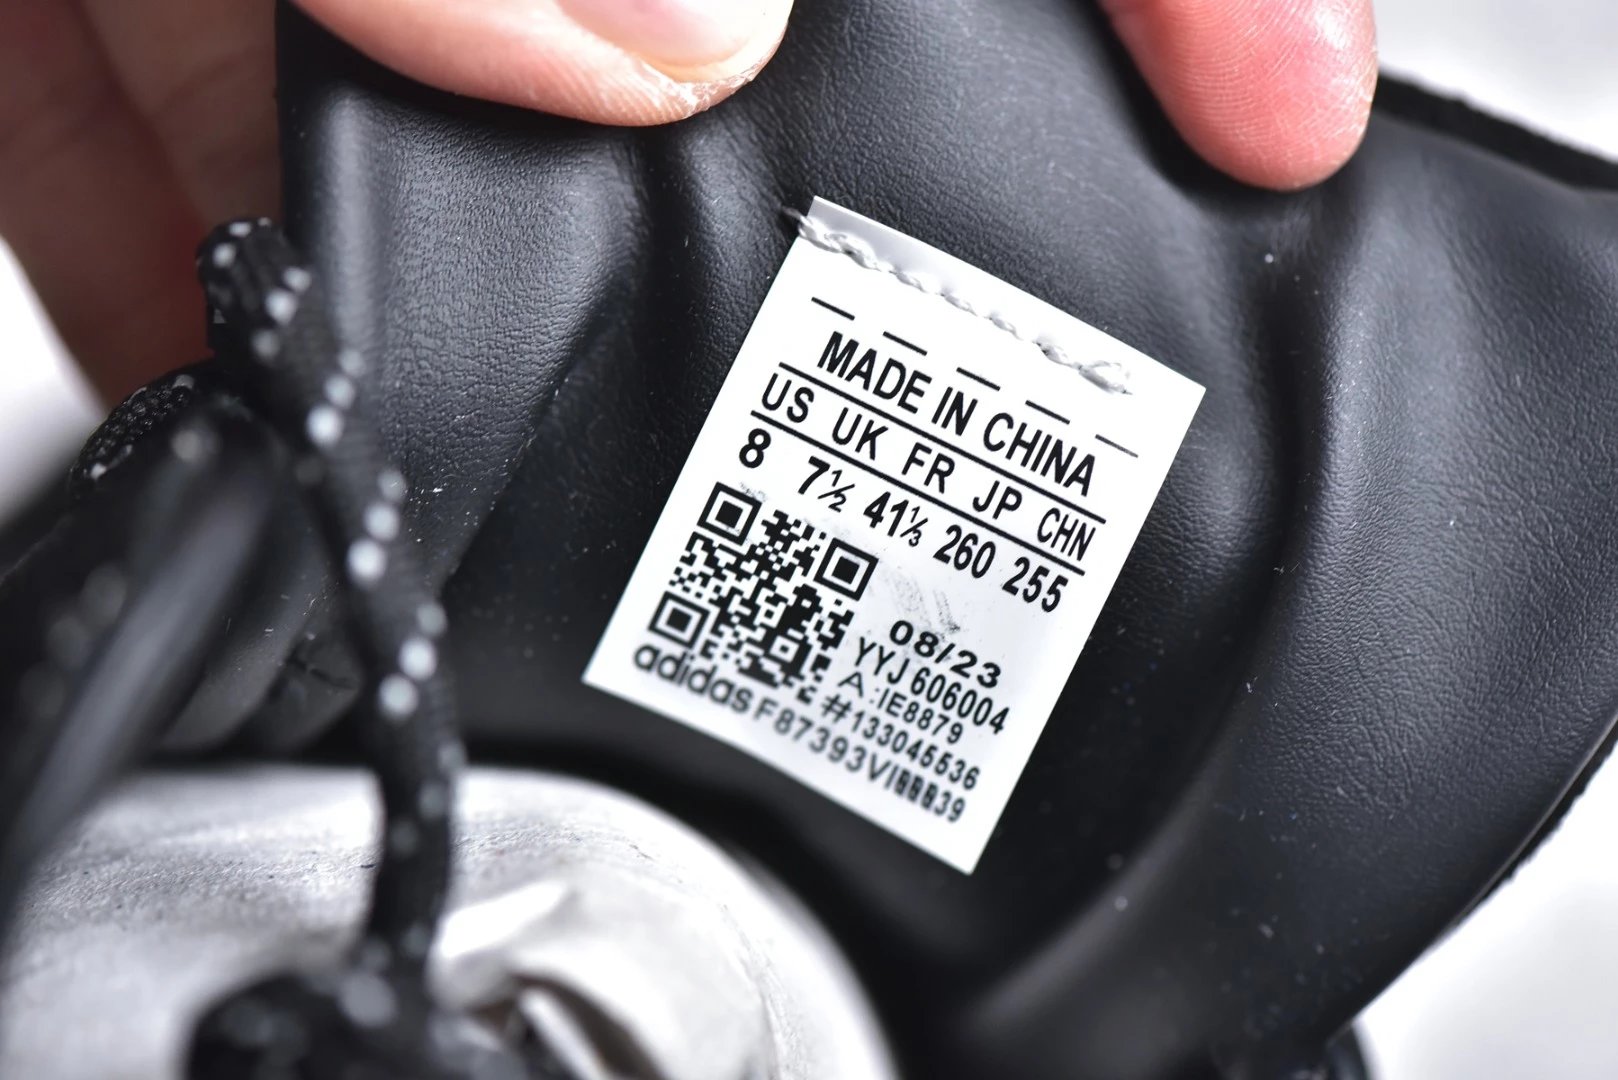 MADE IN CHINA
US UK FR JP CHN
8 7½ 41⅓ 260 255
08/23
YYJ 606004
A:IE8879
#133045536
adidas